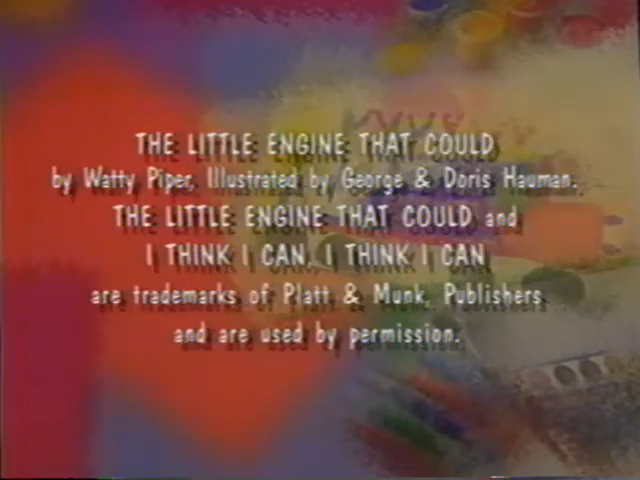 THE LITTLE ENGINE THAT COULD
by Watty Piper, Illustrated by George & Doris Hauman.
THE LITTLE ENGINE THAT COULD and
I THINK I CAN, I THINK I CAN
are trademarks of Platt & Munk, Publishers
and are used by permission.